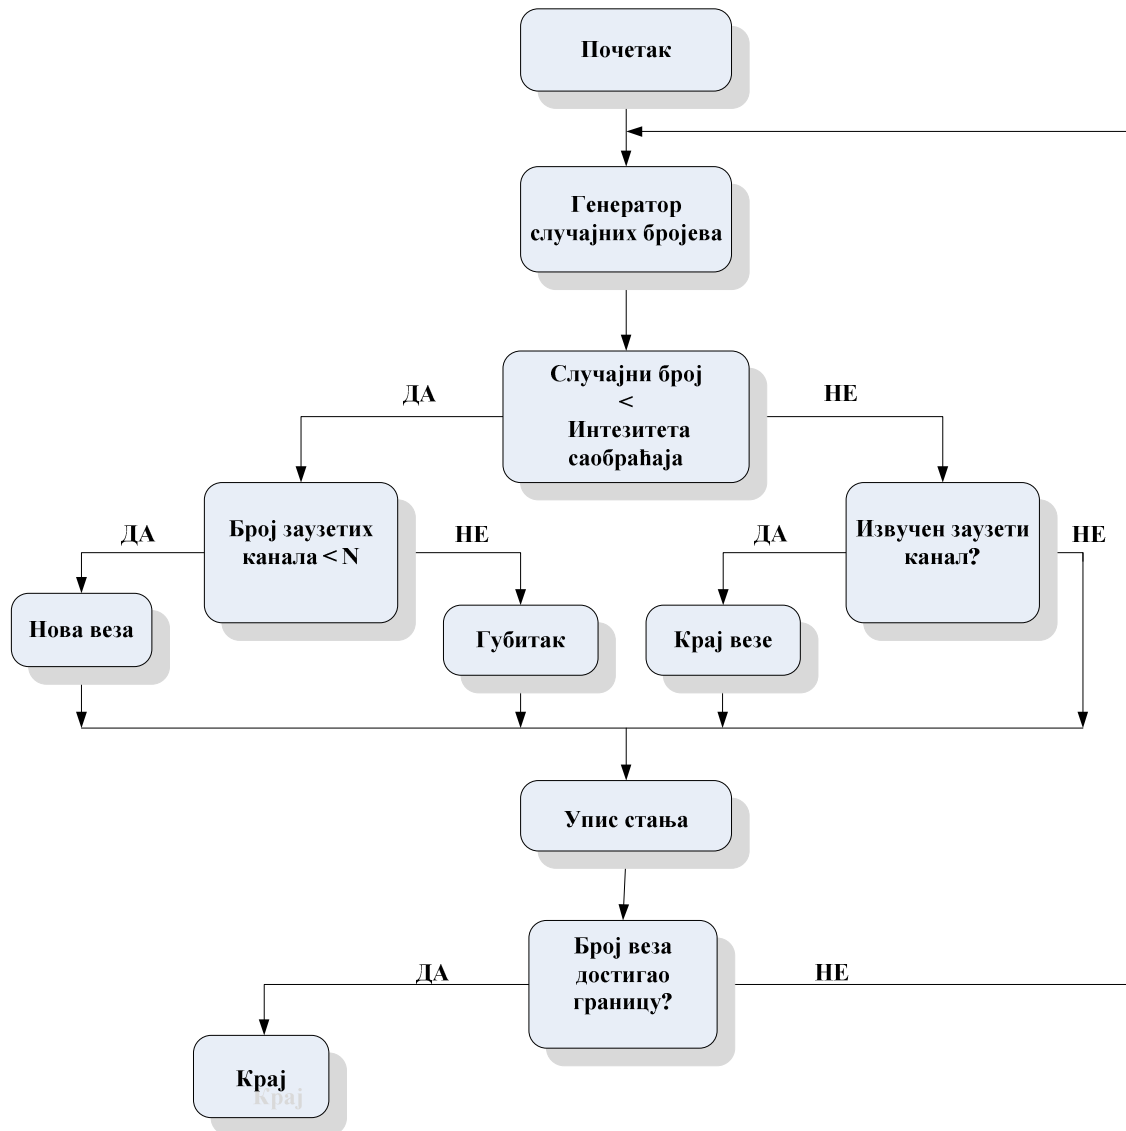 Почетак
Генератор
случајних бројева
Случајни број
<
Интезитета
саобраћаја
ДА
НЕ
Број заузетих
канала < N
Извучен заузети
канал?
ДА
НЕ
ДА
НЕ
Нова веза
Губитак
Крај везе
Упис стања
Број веза
достигао
границу?
ДА
НЕ
Крај
Крај